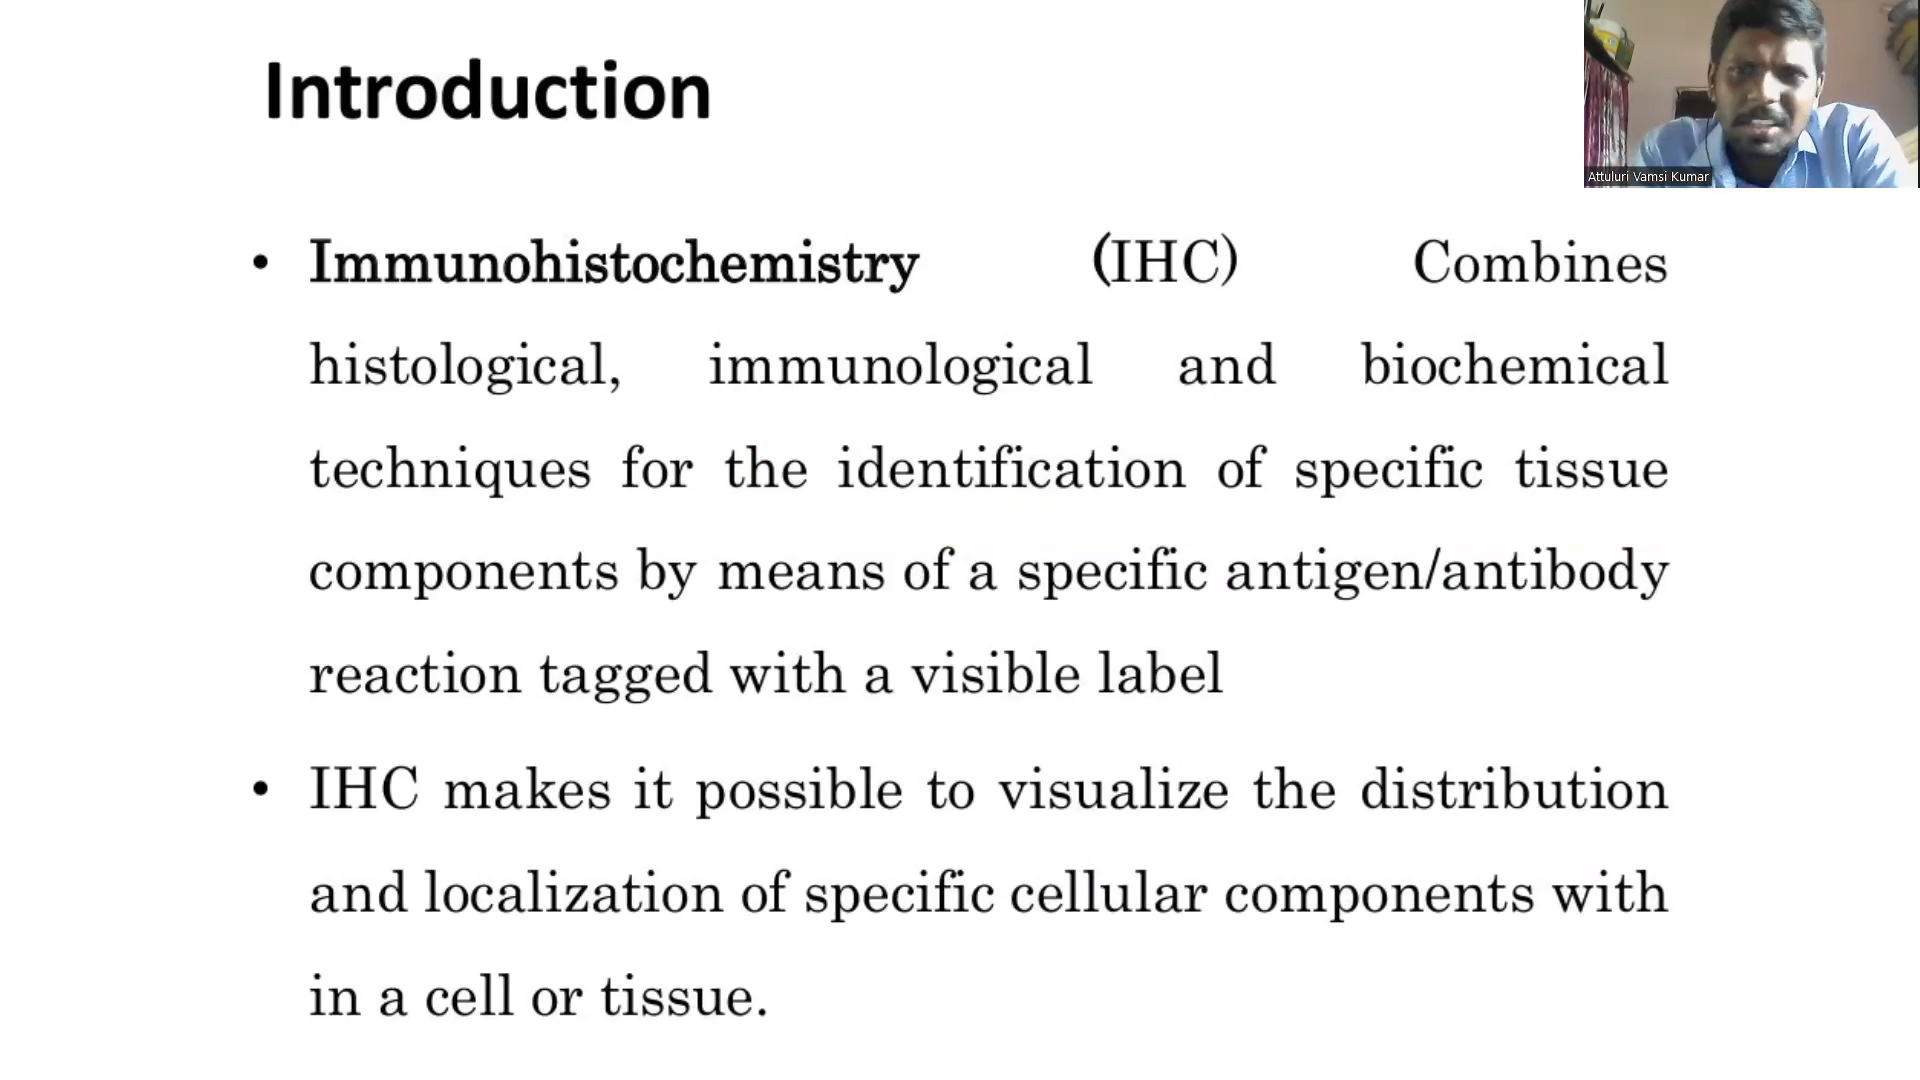 Introduction
Attuluri Vamsi Kumar
• Immunohistochemistry (IHC) Combines
histological, immunological and biochemical
techniques for the identification of specific tissue
components by means of a specific antigen/antibody
reaction tagged with a visible label
• IHC makes it possible to visualize the distribution
and localization of specific cellular components with
in a cell or tissue.